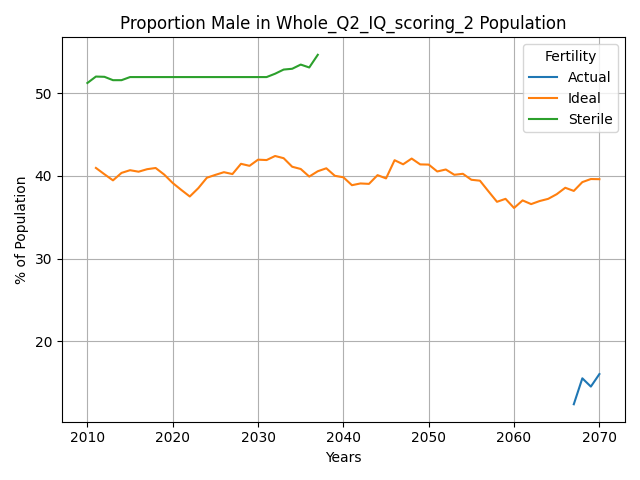 Proportion Male in Whole_Q2_IQ_scoring_2 Population
Fertility
Actual
Ideal
Sterile
% of Population
50
40
30
20
2010 2020 2030 2040 2050 2060 2070
Years